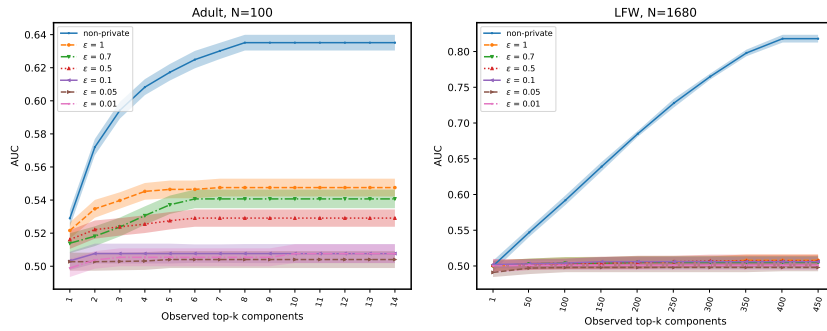 Adult, N=100
AUC
0.64
0.62
0.60
0.58
0.56
0.54
0.52
0.50
non-private
ε = 1
ε = 0.7
ε = 0.5
ε = 0.1
ε = 0.05
ε = 0.01
1 2 3 4 5 6 7 8 9 10 11 12 13 14
Observed top-k components
LFW, N=1680
AUC
0.80
0.75
0.70
0.65
0.60
0.55
0.50
non-private
ε = 1
ε = 0.7
ε = 0.5
ε = 0.1
ε = 0.05
ε = 0.01
1 50 100 150 200 250 300 350 400 450
Observed top-k components